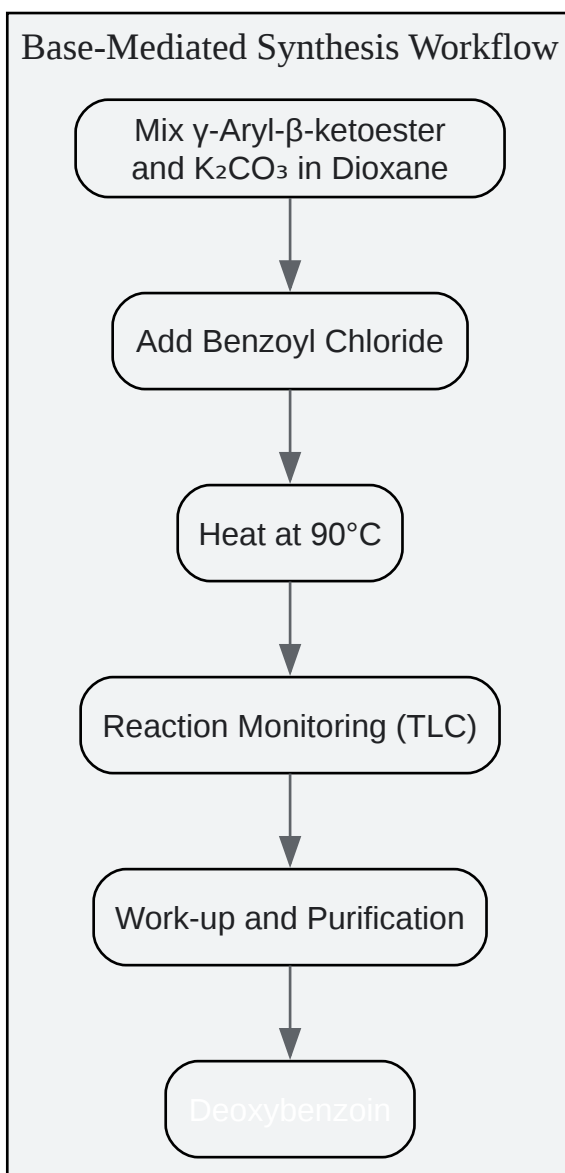 Base-Mediated Synthesis Workflow
Mix γ-Aryl-β-ketoester
and K₂CO₃ in Dioxane
Add Benzoyl Chloride
Heat at 90°C
Reaction Monitoring (TLC)
Work-up and Purification
Deoxybenzoin